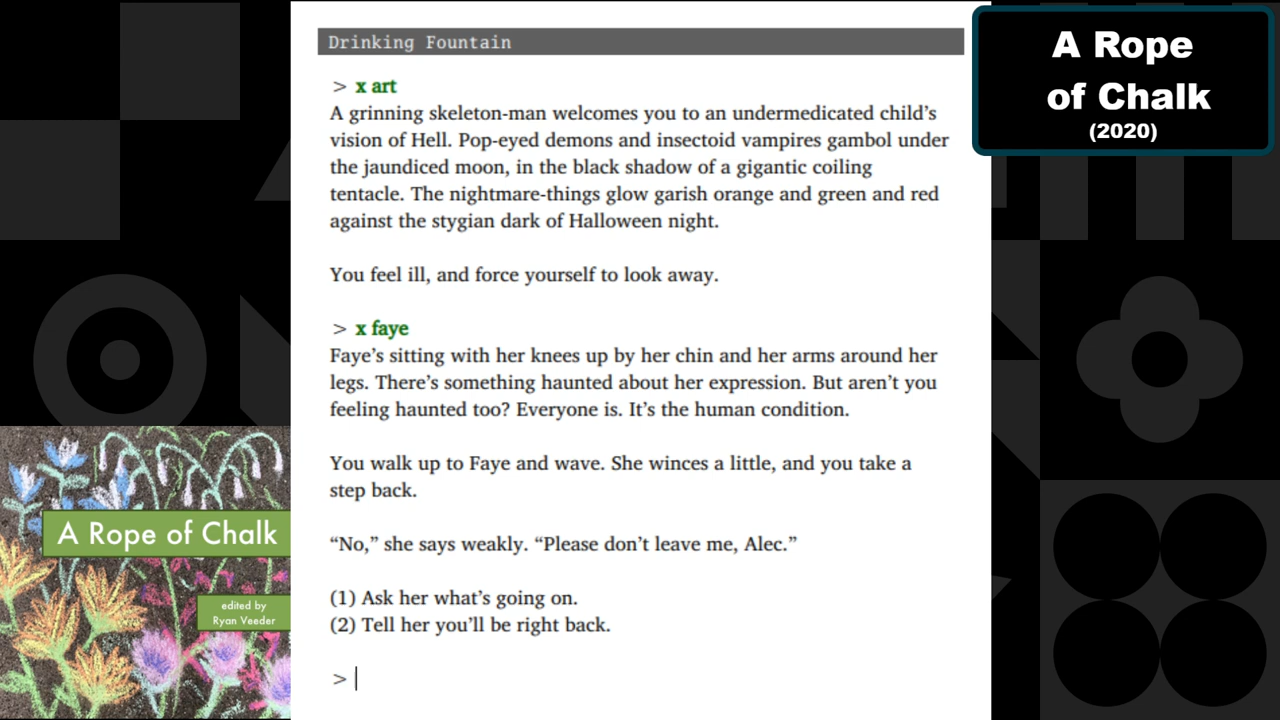 Drinking Fountain
> x art
A grinning skeleton-man welcomes you to an undermedicated child’s
vision of Hell. Pop-eyed demons and insectoid vampires gambol under
the jaundiced moon, in the black shadow of a gigantic coiling
tentacle. The nightmare-things glow garish orange and green and red
against the stygian dark of Halloween night.
You feel ill, and force yourself to look away.
> x faye
Faye’s sitting with her knees up by her chin and her arms around her
legs. There’s something haunted about her expression. But aren’t you
feeling haunted too? Everyone is. It’s the human condition.
You walk up to Faye and wave. She winces a little, and you take a
step back.
“No,” she says weakly. “Please don’t leave me, Alec.”
(1) Ask her what’s going on.
(2) Tell her you’ll be right back.
>
A Rope
of Chalk
(2020)
A Rope of Chalk
edited by
Ryan Veeder